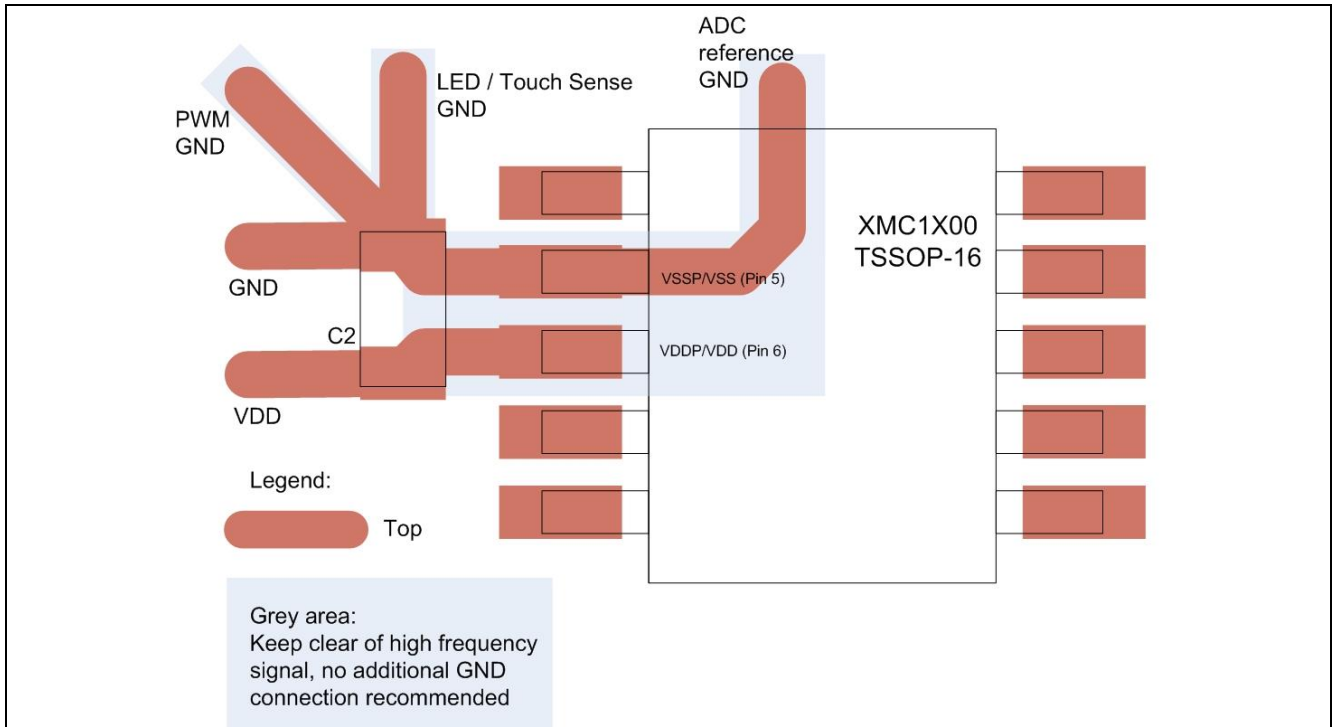 ADC
reference
GND
LED / Touch Sense
GND
PWM
GND
XMC1X00
TSSOP-16
VSSP/VSS (Pin 5)
GND
C2
VDDP/VDD (Pin 6)
VDD
Legend:
Top
Grey area:
Keep clear of high frequency
signal, no additional GND
connection recommended